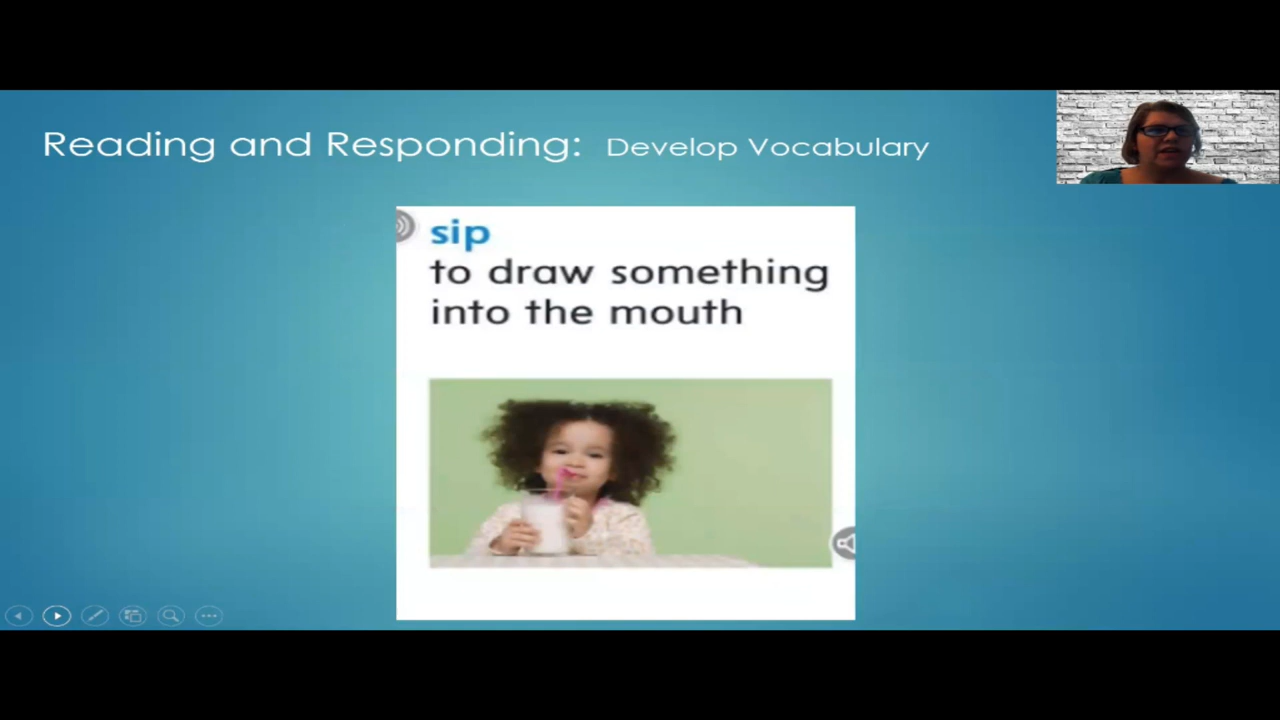 Reading and Responding: Develop Vocabulary
sip
to draw something
into the mouth